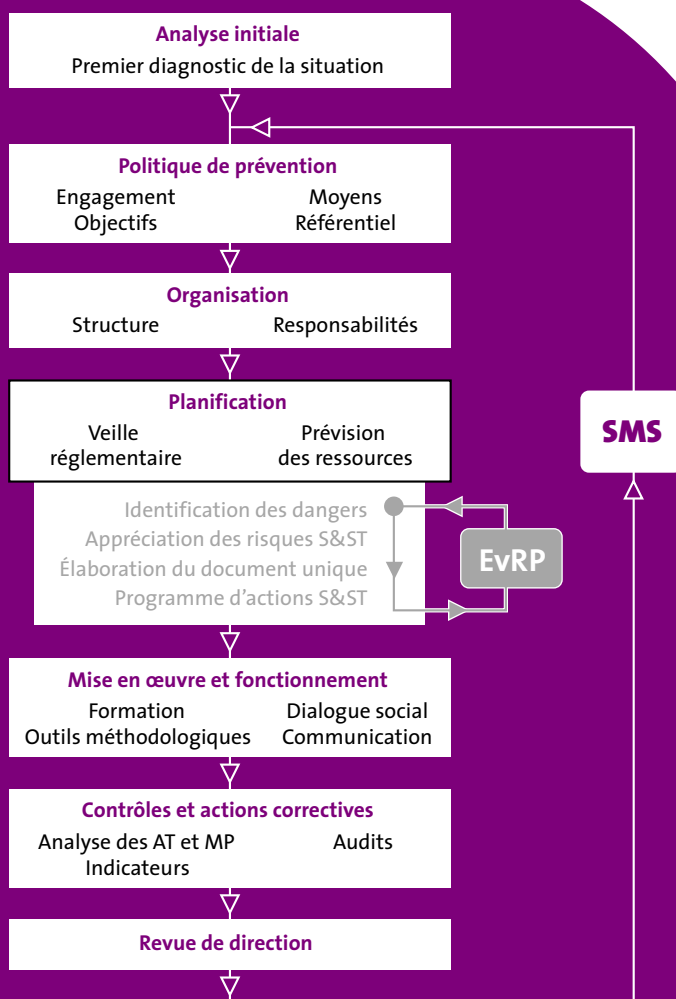 Analyse initiale
Premier diagnostic de la situation
Politique de prévention
Engagement Moyens
Objectifs Référentiel
Organisation
Structure Responsabilités
Planification
Veille Prévision
réglementaire des ressources
SMS
Identification des dangers
Appréciation des risques S&ST
Élaboration du document unique
Programme d'actions S&ST
EvRP
Mise en œuvre et fonctionnement
Formation Dialogue social
Outils méthodologiques Communication
Contrôles et actions correctives
Analyse des AT et MP Audits
Indicateurs
Revue de direction